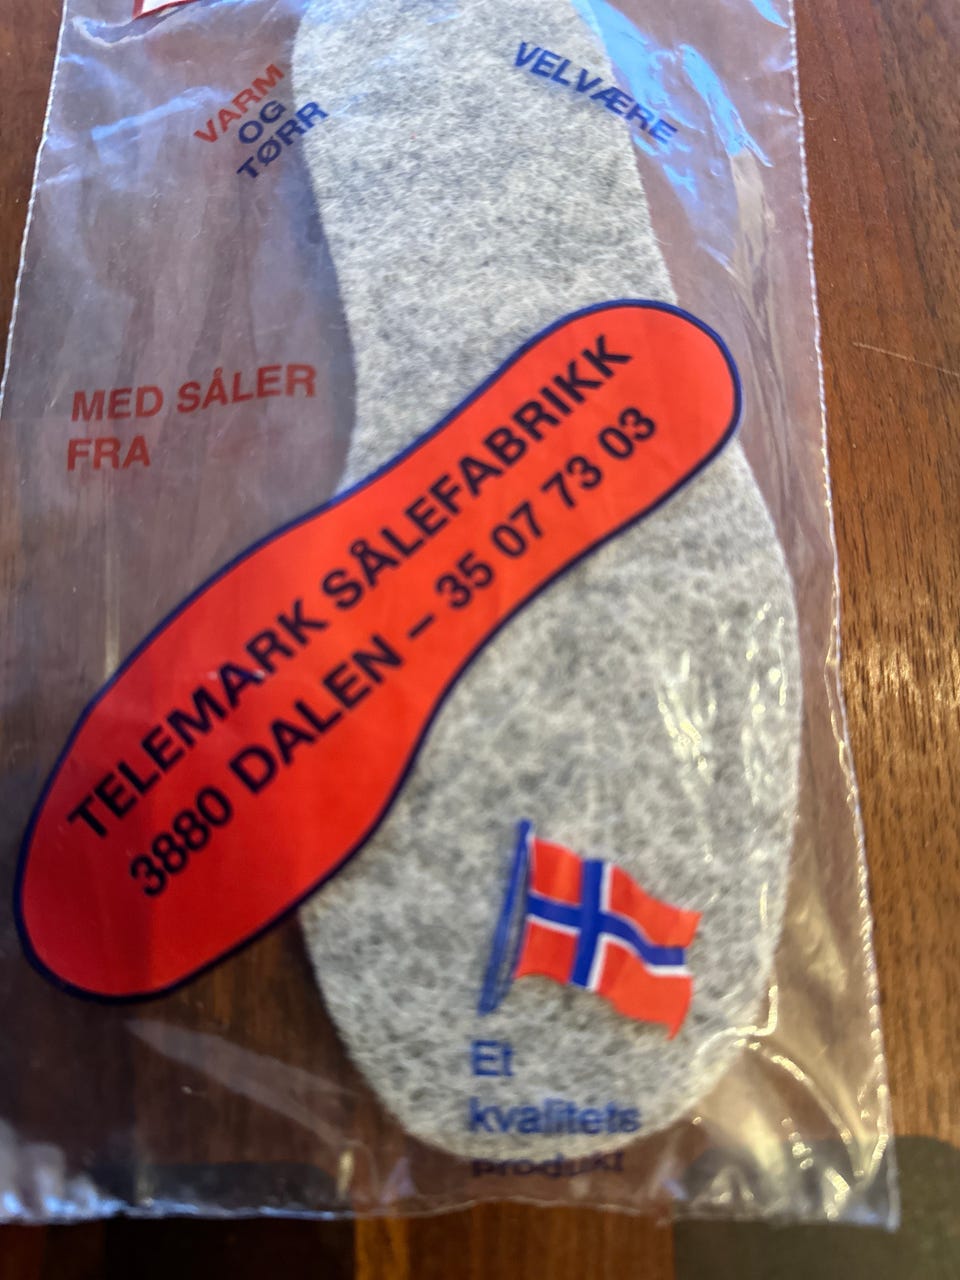 VARM
OG
TØRR
VELVÆRE
MED SÅLER
FRA
TELEMARK SÅLEFABRIKK
3880 DALEN – 35 07 73 03
Et
kvalitets
produkt